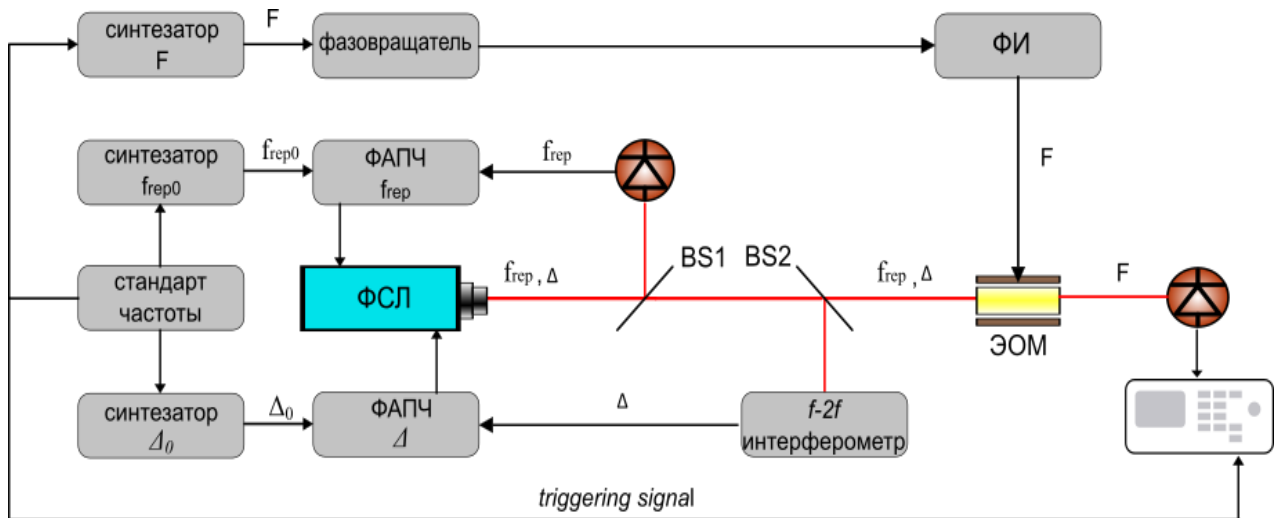 синтезатор
F
F
фазовращатель
ФИ
F
синтезатор
frep0
frep0
ФАПЧ
frep
frep
BS1
BS2
стандарт
частоты
ФСЛ
frep , Δ
frep , Δ
F
ЭОМ
синтезатор
Δ0
Δ0
ФАПЧ
Δ
Δ
f-2f
интерферометр
triggering signal